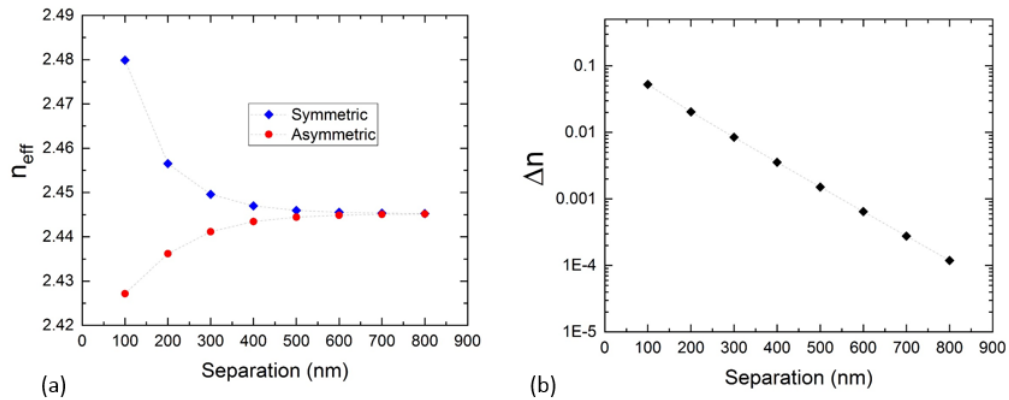 2.49
2.48
2.47
2.46
2.45
2.44
2.43
2.42
n_eff
0 100 200 300 400 500 600 700 800 900
Separation (nm)
Symmetric
Asymmetric
(a)
0.1
0.01
0.001
1E-4
1E-5
Δn
0 100 200 300 400 500 600 700 800 900
Separation (nm)
(b)